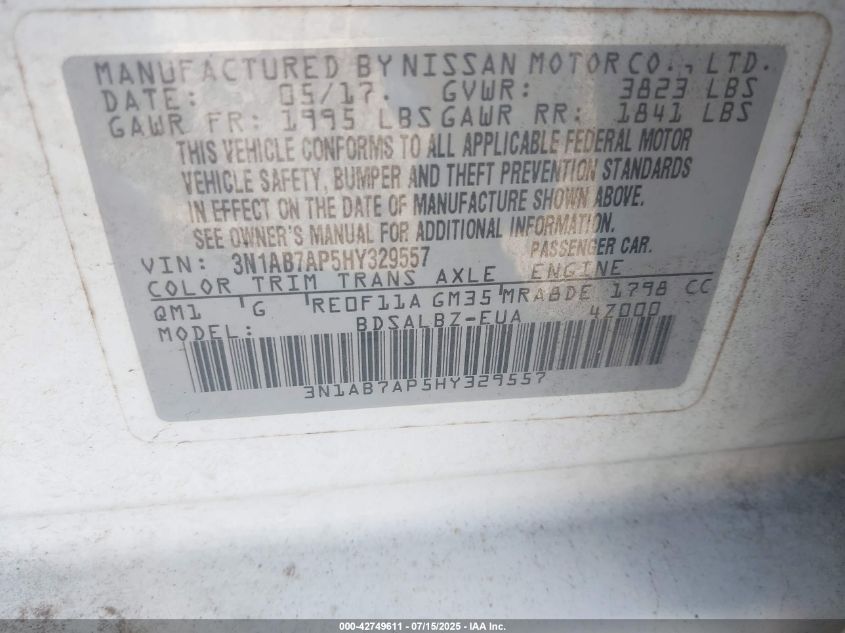 MANUFACTURED BY NISSAN MOTOR CO., LTD.
DATE: 05/17. GVWR: 3823 LBS
GAWR FR: 1995 LBS GAWR RR: 1841 LBS
THIS VEHICLE CONFORMS TO ALL APPLICABLE FEDERAL MOTOR
VEHICLE SAFETY, BUMPER AND THEFT PREVENTION STANDARDS
IN EFFECT ON THE DATE OF MANUFACTURE SHOWN ABOVE.
SEE OWNER'S MANUAL FOR ADDITIONAL INFORMATION.
VIN: 3N1AB7AP5HY329557 PASSENGER CAR.
COLOR TRIM TRANS AXLE ENGINE
QM1 G RE0F11A GM35 MRA8DE 1798 CC
MODEL: BDSALBZ-EUA 47000
3N1AB7AP5HY329557
000-42749611 - 07/15/2025 - IAA Inc.